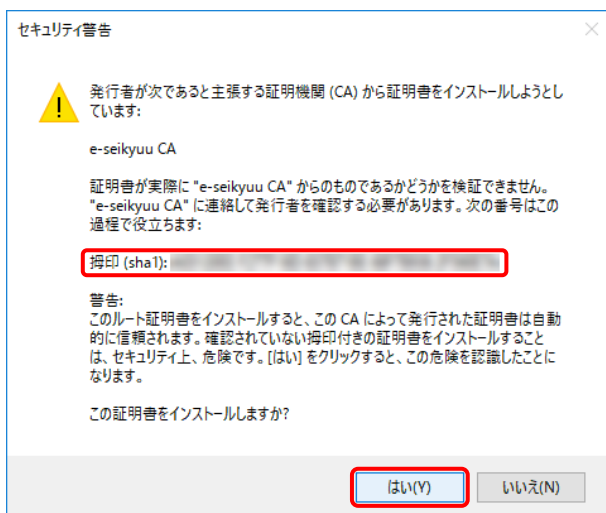 セキュリティ警告
発行者が次であると主張する証明機関 (CA) から証明書をインストールしようとし
ています:
e-seikyuu CA
証明書が実際に "e-seikyuu CA" からのものであるかどうかを検証できません。
"e-seikyuu CA" に連絡して発行者を確認する必要があります。次の番号はこの
過程で役立ちます:
拇印 (sha1):
警告:
このルート証明書をインストールすると、この CA によって発行された証明書は自動
的に信頼されます。確認されていない拇印付きの証明書をインストールすること
は、セキュリティ上、危険です。[はい] をクリックすると、この危険を認識したことに
なります。
この証明書をインストールしますか?
はい(Y)
いいえ(N)